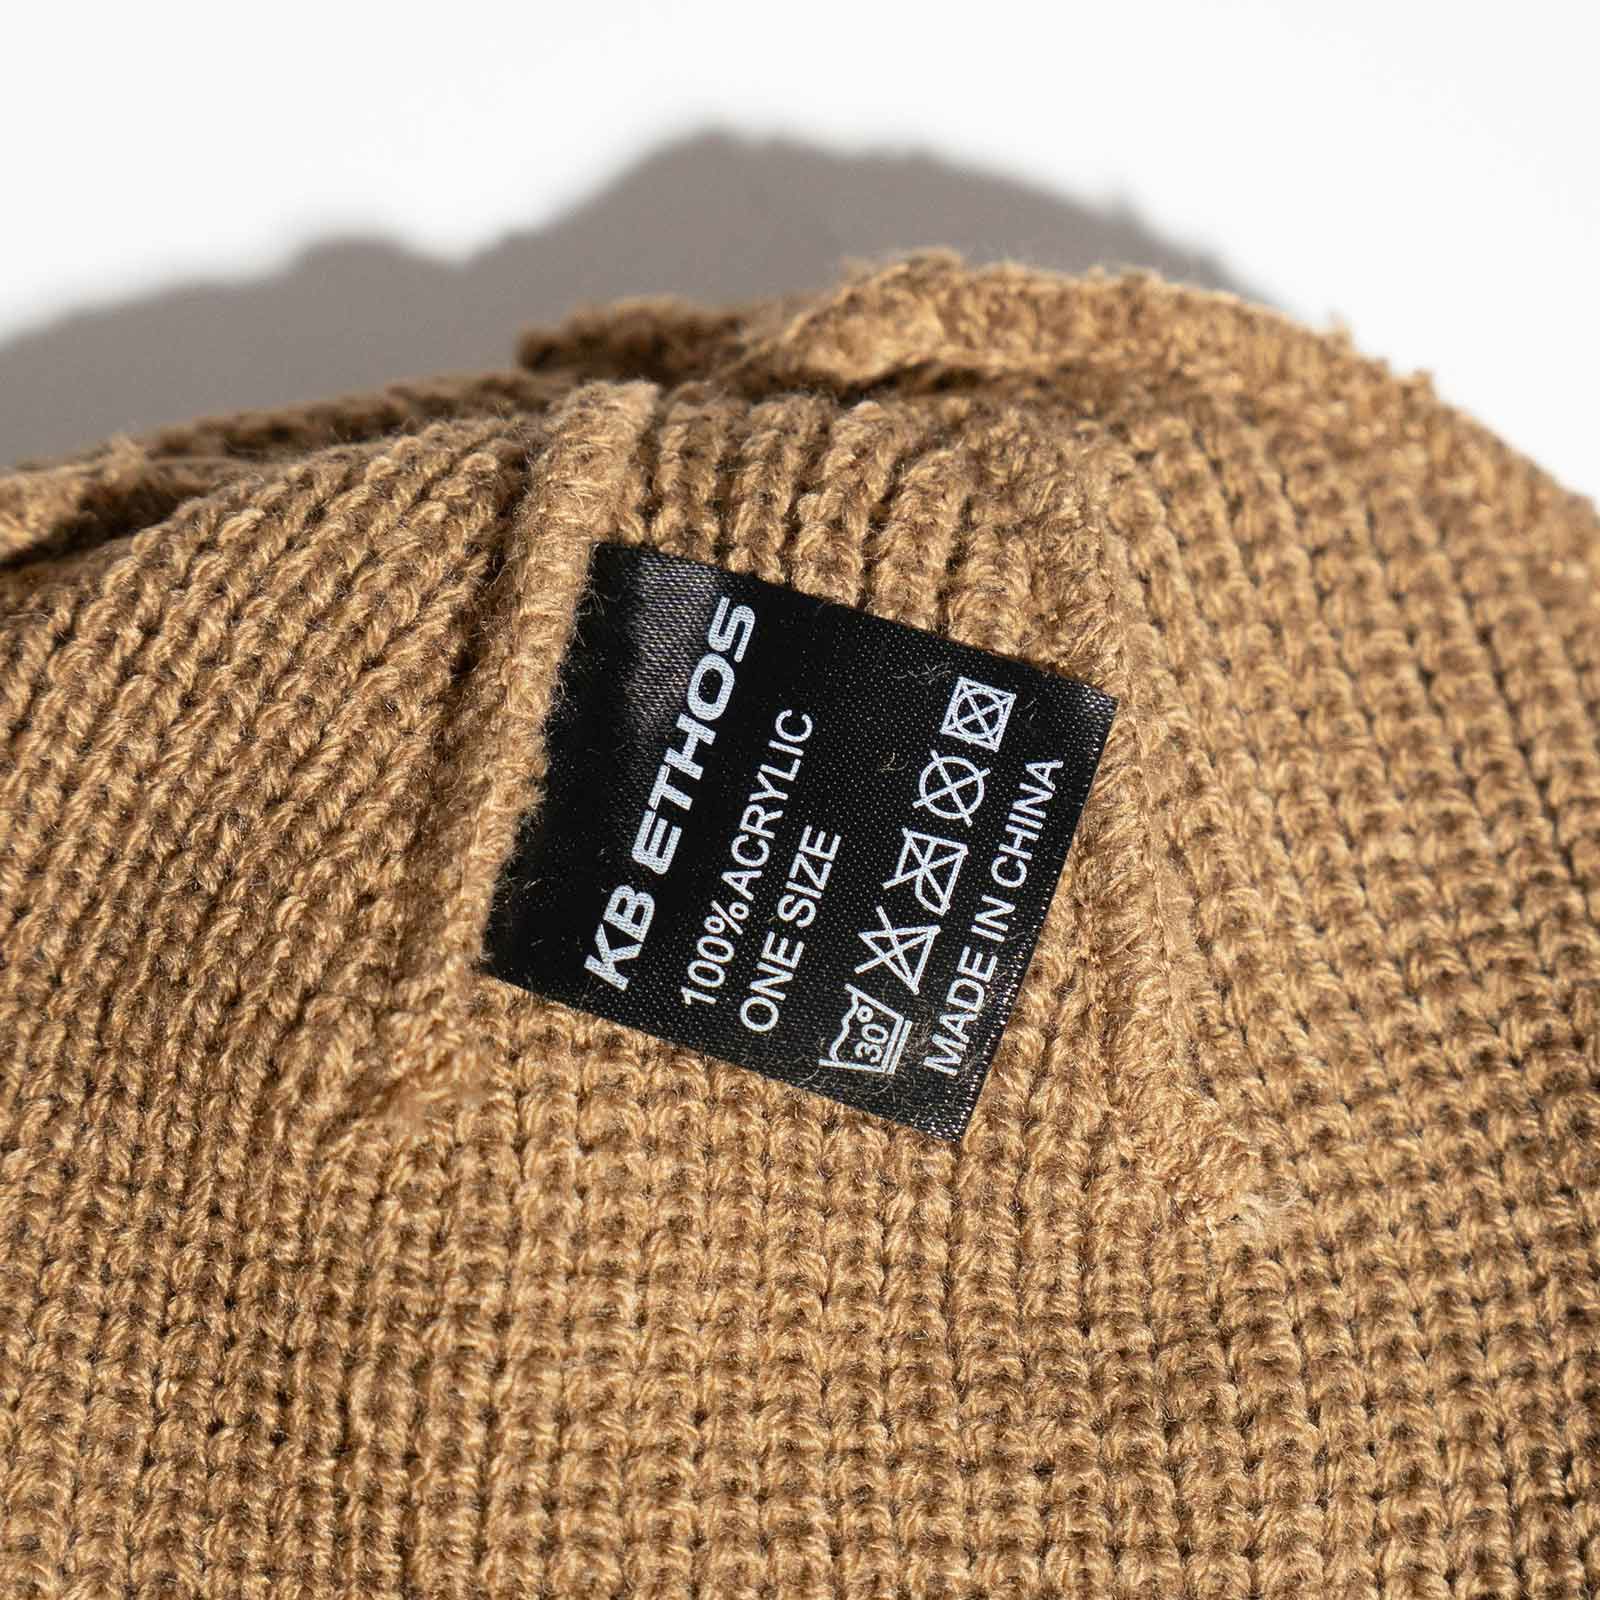 KB ETHOS
100%ACRYLIC
ONE SIZE
30°
MADE IN CHINA